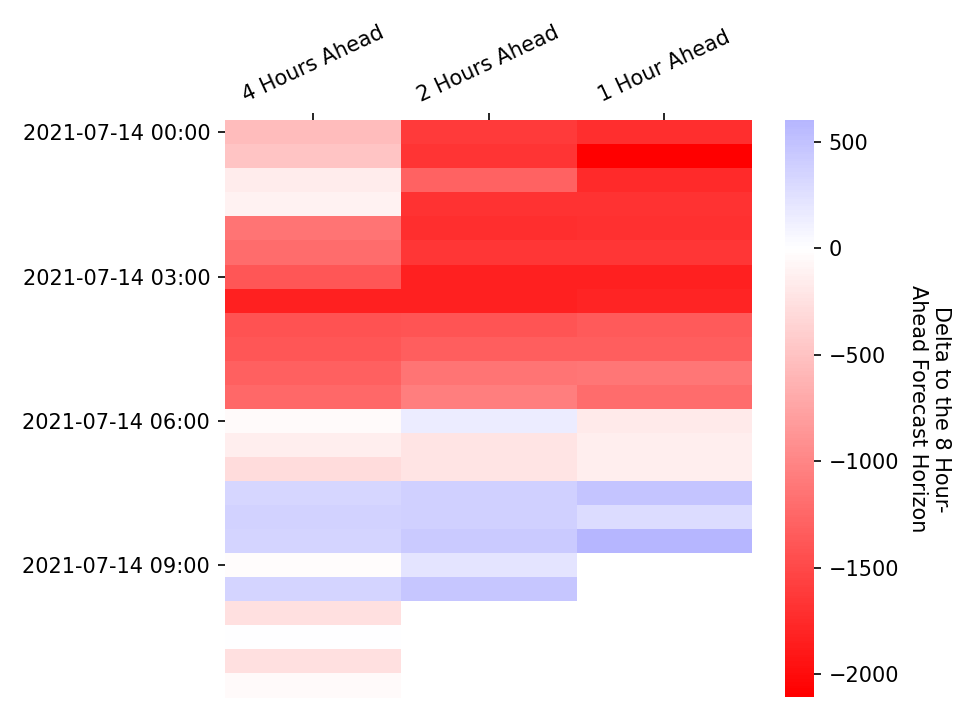 4 Hours Ahead
2 Hours Ahead
1 Hour Ahead
2021-07-14 00:00
2021-07-14 03:00
2021-07-14 06:00
2021-07-14 09:00
500
0
−500
−1000
−1500
−2000
Delta to the 8 Hour-
Ahead Forecast Horizon